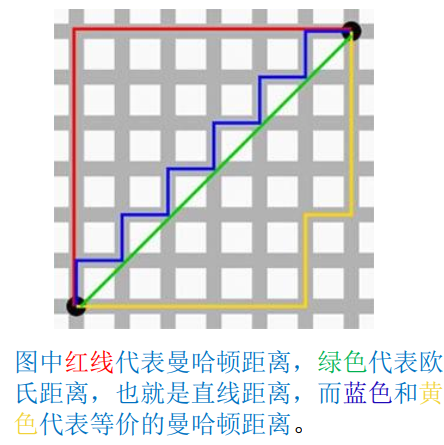 图中红线代表曼哈顿距离，绿色代表欧
氏距离，也就是直线距离，而蓝色和黄
色代表等价的曼哈顿距离。